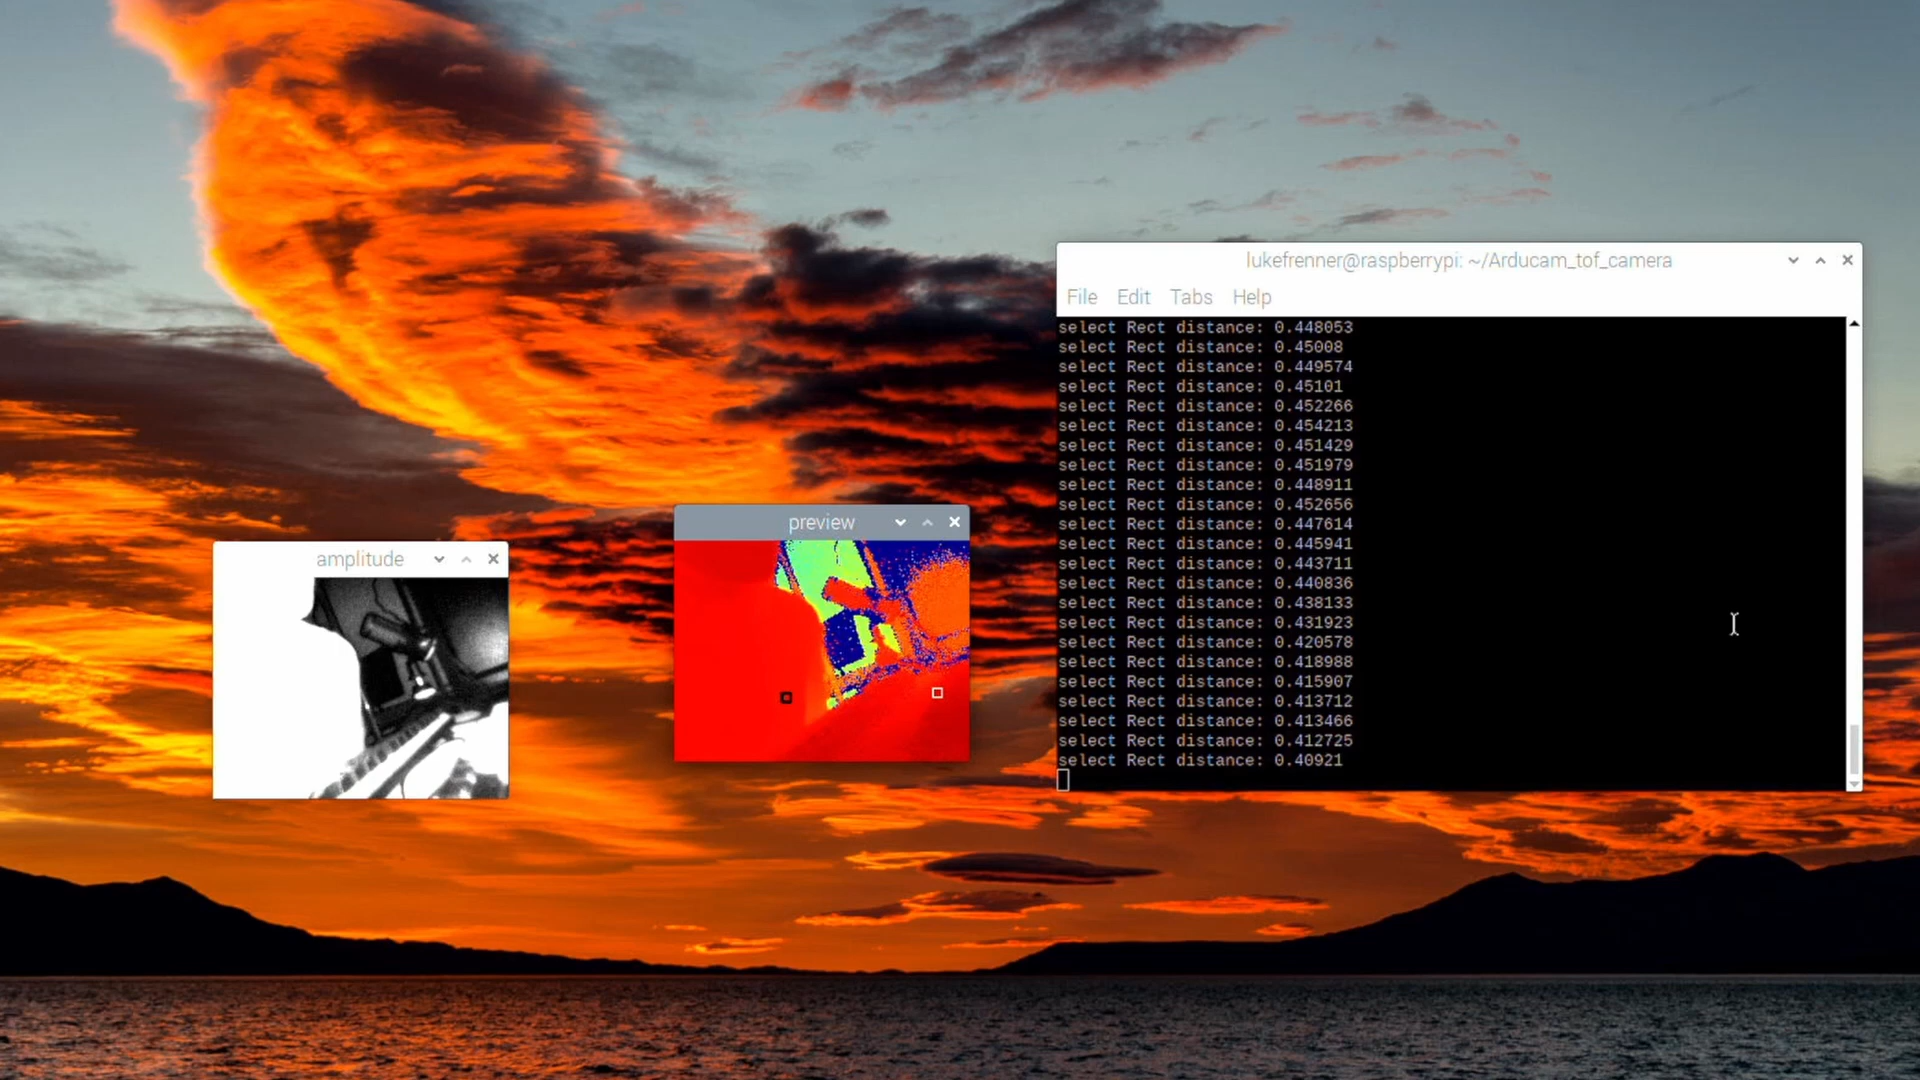 lukefrenner@raspberrypi: ~/Arducam_tof_camera
File Edit Tabs Help
select Rect distance: 0.448053
select Rect distance: 0.45008
select Rect distance: 0.449574
select Rect distance: 0.45101
select Rect distance: 0.452266
select Rect distance: 0.454213
select Rect distance: 0.451429
select Rect distance: 0.451979
select Rect distance: 0.448911
select Rect distance: 0.452656
select Rect distance: 0.447614
select Rect distance: 0.445941
select Rect distance: 0.443711
select Rect distance: 0.440836
select Rect distance: 0.438133
select Rect distance: 0.431923
select Rect distance: 0.420578
select Rect distance: 0.418988
select Rect distance: 0.415907
select Rect distance: 0.413712
select Rect distance: 0.413466
select Rect distance: 0.412725
select Rect distance: 0.40921
preview
amplitude